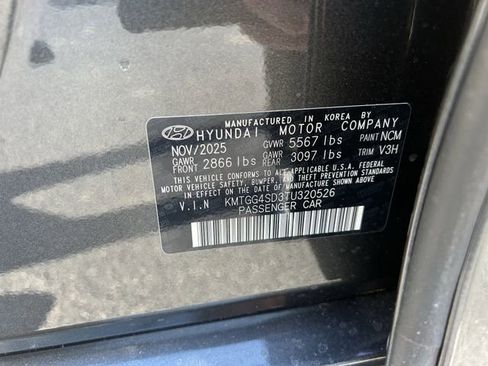 MANUFACTURED IN KOREA BY
HYUNDAI MOTOR COMPANY
NOV/2025 GVWR 5567 lbs PAINT NCM
GAWR FRONT 2866 lbs GAWR REAR 3097 lbs TRIM V3H
THIS VEHICLE CONFORMS TO ALL APPLICABLE U.S.A. FEDERAL
MOTOR VEHICLE SAFETY, BUMPER, AND THEFT PREVENTION STANDARDS
IN EFFECT ON THE DATE OF MANUFACTURE SHOWN ABOVE.
V.I.N KMTGG4SD3TU320526
PASSENGER CAR